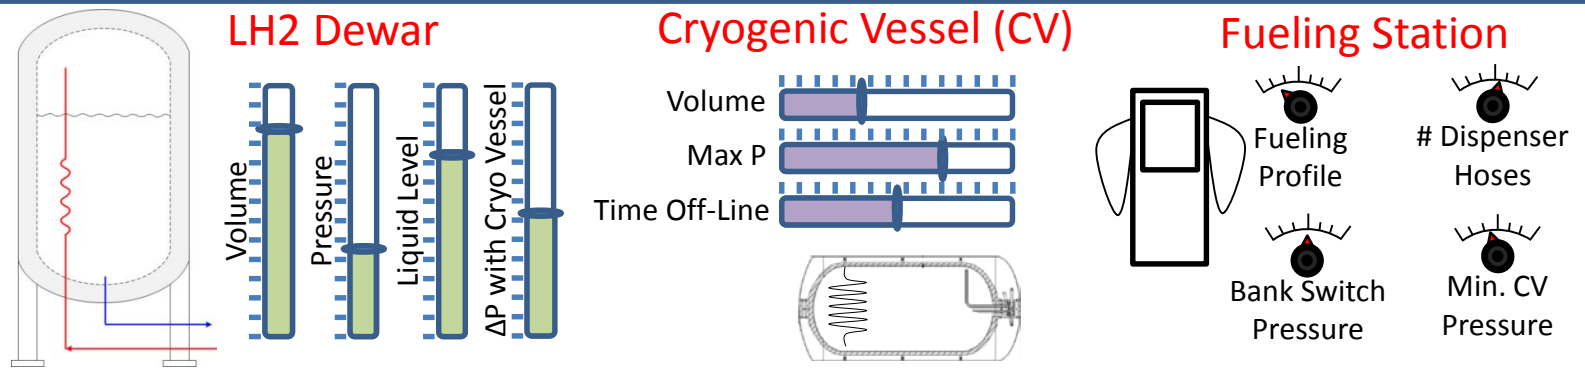 LH2 Dewar
Volume
Pressure
Liquid Level
ΔP with Cryo Vessel
Cryogenic Vessel (CV)
Volume
Max P
Time Off-Line
Fueling Station
Fueling
Profile
# Dispenser
Hoses
Bank Switch
Pressure
Min. CV
Pressure